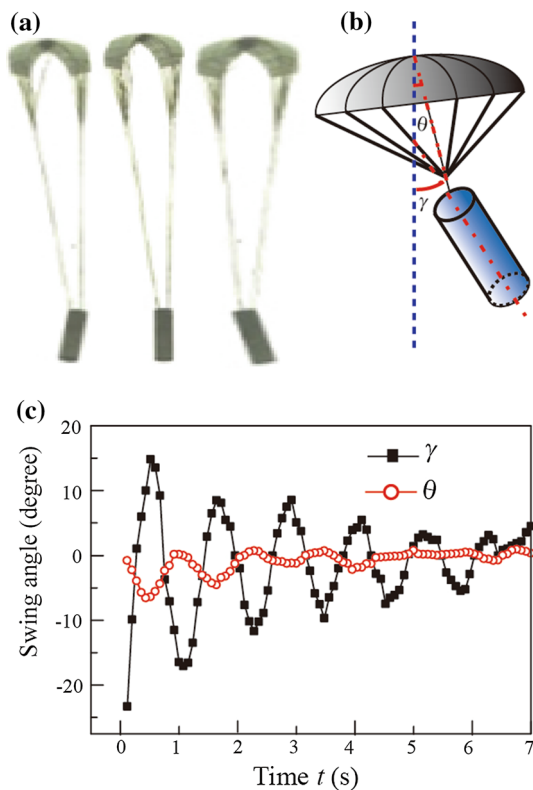 (a)
(b)
θ
γ
(c)
20
10
0
-10
-20
Swing angle (degree)
γ
θ
0 1 2 3 4 5 6 7
Time t (s)